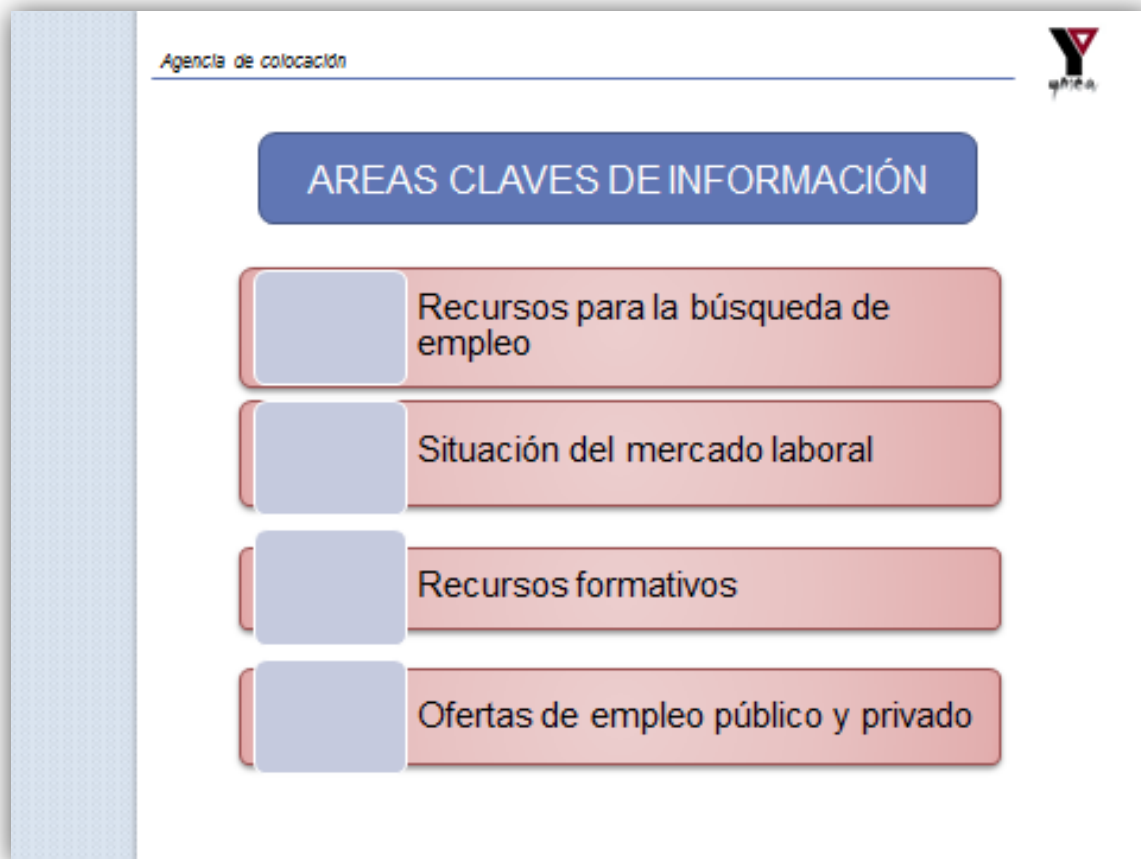 Agencia de colocación
ymca
AREAS CLAVES DE INFORMACIÓN
Recursos para la búsqueda de
empleo
Situación del mercado laboral
Recursos formativos
Ofertas de empleo público y privado